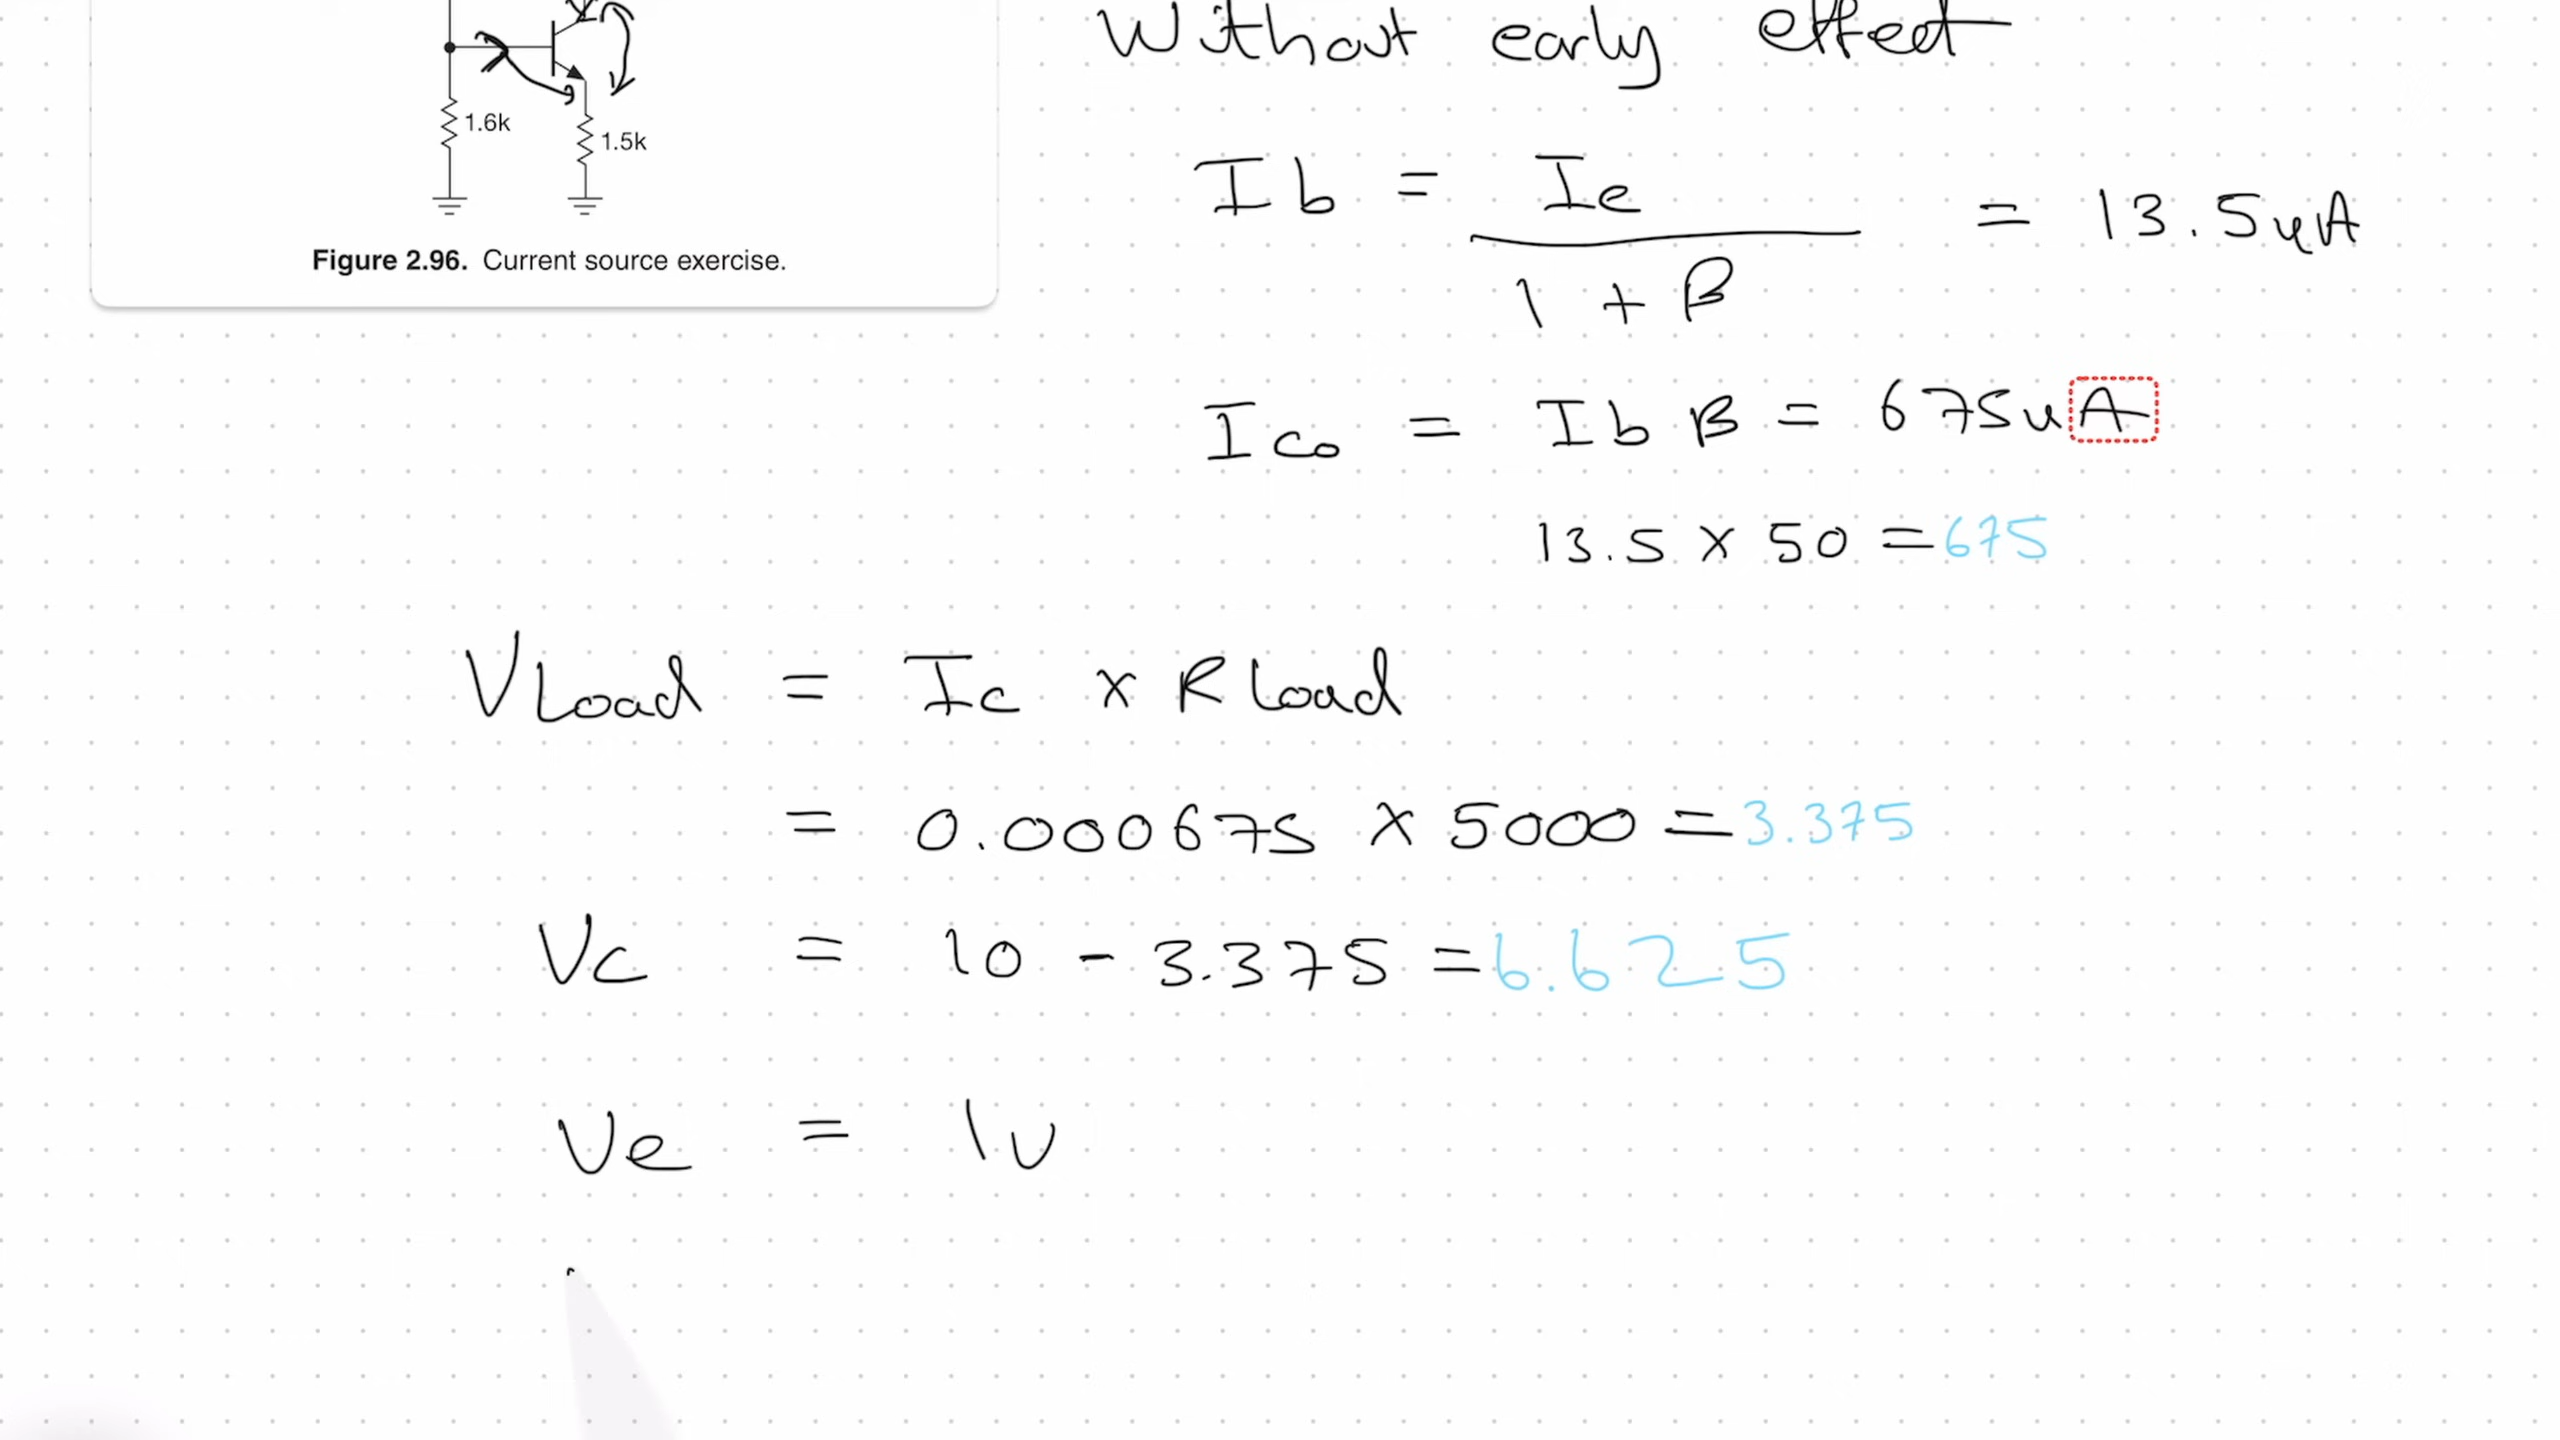 1.6k
1.5k
Figure 2.96. Current source exercise.
Without early effect
Ib = Ie / 1 + β = 13.5uA
Ico = Ib β = 675uA
13.5 × 50 = 675
VLoad = Ic × RLoad
= 0.000675 × 5000 = 3.375
Vc = 10 - 3.375 = 6.625
Ve = 1v